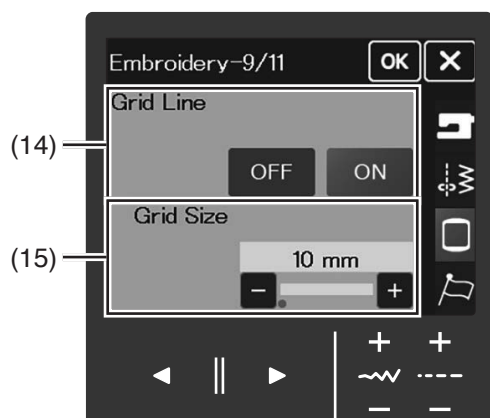 Embroidery-9/11 OK X
Grid Line
(14)
OFF ON
Grid Size
(15)
10 mm
− +
+ +
− −